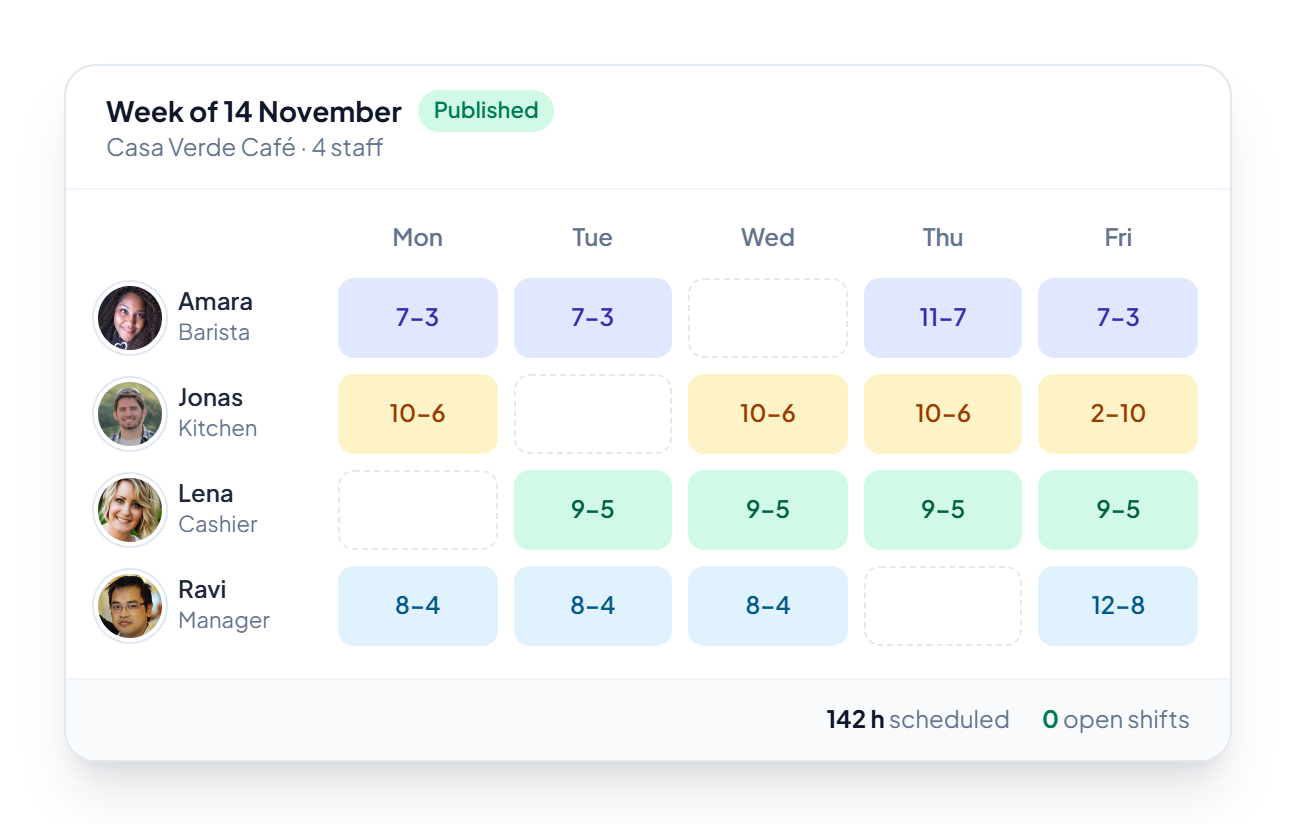 Week of 14 November Published
Casa Verde Café · 4 staff
Mon Tue Wed Thu Fri
Amara
Barista
7–3 7–3 11–7 7–3
Jonas
Kitchen
10–6 10–6 10–6 2–10
Lena
Cashier
9–5 9–5 9–5 9–5
Ravi
Manager
8–4 8–4 8–4 12–8
142 h scheduled 0 open shifts